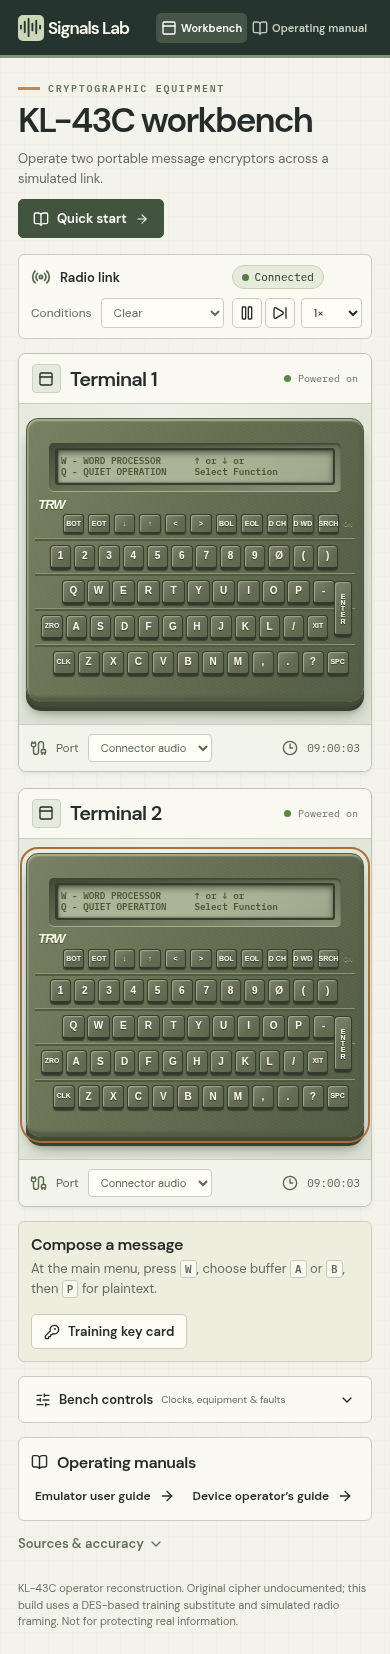 Signals Lab
Workbench
Operating manual
CRYPTOGRAPHIC EQUIPMENT
KL-43C workbench
Operate two portable message encryptors across a
simulated link.
Quick start →
Radio link
Connected
Conditions
Clear
1×
Terminal 1
Powered on
W - WORD PROCESSOR ↑ or ↓ or
Q - QUIET OPERATION Select Function
TRW
BOT EOT ↓ ↑ < > BOL EOL D CH D WD SRCH
1 2 3 4 5 6 7 8 9 Ø ( )
Q W E R T Y U I O P -
ENTER
ZRO A S D F G H J K L / XIT
CLK Z X C V B N M , . ? SPC
Port
Connector audio
09:00:03
Terminal 2
Powered on
W - WORD PROCESSOR ↑ or ↓ or
Q - QUIET OPERATION Select Function
TRW
BOT EOT ↓ ↑ < > BOL EOL D CH D WD SRCH
1 2 3 4 5 6 7 8 9 Ø ( )
Q W E R T Y U I O P -
ENTER
ZRO A S D F G H J K L / XIT
CLK Z X C V B N M , . ? SPC
Port
Connector audio
09:00:03
Compose a message
At the main menu, press W, choose buffer A or B,
then P for plaintext.
Training key card
Bench controls Clocks, equipment & faults
Operating manuals
Emulator user guide → Device operator’s guide →
Sources & accuracy
KL-43C operator reconstruction. Original cipher undocumented; this
build uses a DES-based training substitute and simulated radio
framing. Not for protecting real information.